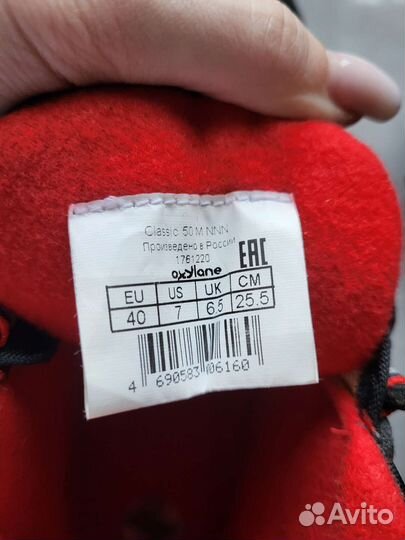 Classic 50 M NNN
Произведено в России
1761220
EAC
oxylane
EU US UK CM
40 7 6,5 25.5
4 690583 06160
Avito